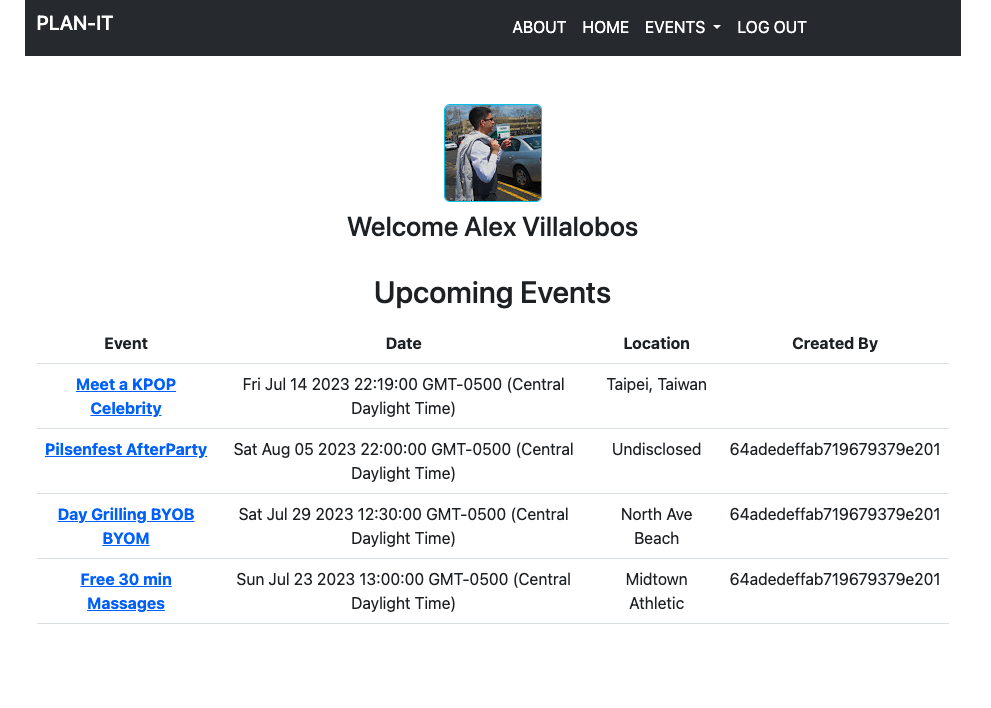 PLAN-IT ABOUT HOME EVENTS LOG OUT
Welcome Alex Villalobos
Upcoming Events
Event Date Location Created By
Meet a KPOP Fri Jul 14 2023 22:19:00 GMT-0500 (Central Taipei, Taiwan
Celebrity Daylight Time)
Pilsenfest AfterParty Sat Aug 05 2023 22:00:00 GMT-0500 (Central Undisclosed 64adedeffab719679379e201
Daylight Time)
Day Grilling BYOB Sat Jul 29 2023 12:30:00 GMT-0500 (Central North Ave 64adedeffab719679379e201
BYOM Daylight Time) Beach
Free 30 min Sun Jul 23 2023 13:00:00 GMT-0500 (Central Midtown 64adedeffab719679379e201
Massages Daylight Time) Athletic